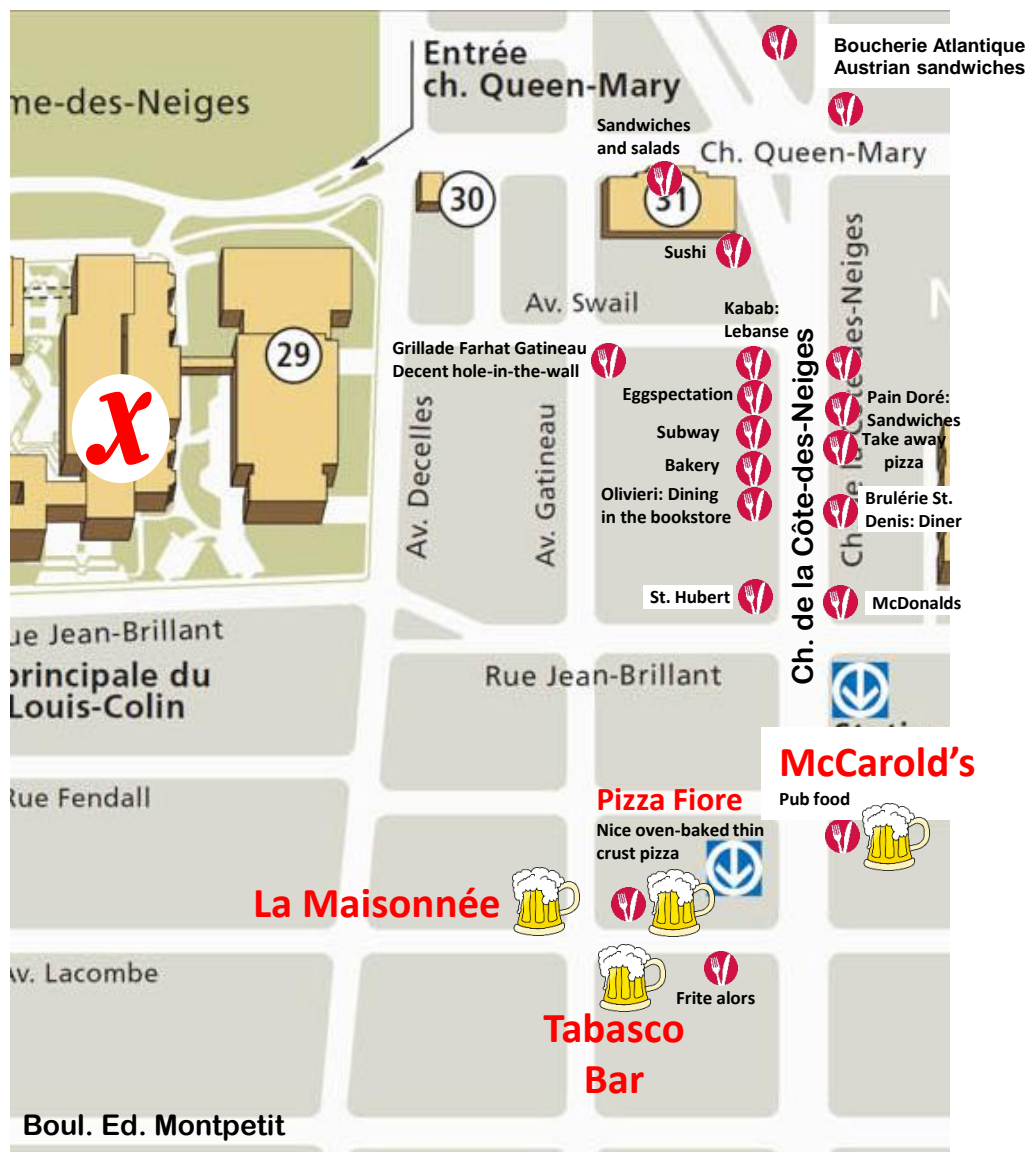 Entrée
ch. Queen-Mary
Boucherie Atlantique
Austrian sandwiches
me-des-Neiges
Sandwiches
and salads
Ch. Queen-Mary
30
31
Sushi
Av. Swail
Kabab:
Lebanse
29
Grillade Farhat Gatineau
Decent hole-in-the-wall
x
Eggspectation
Subway
Bakery
Olivieri: Dining
in the bookstore
Pain Doré:
Sandwiches
Take away
pizza
Brulérie St.
Denis: Diner
Av. Decelles
Av. Gatineau
Ch. de la Côte-des-Neiges
St. Hubert
McDonalds
ue Jean-Brillant
principale du
Louis-Colin
Rue Jean-Brillant
McCarold's
Pub food
Rue Fendall
Pizza Fiore
Nice oven-baked thin
crust pizza
La Maisonnée
Av. Lacombe
Frite alors
Tabasco
Bar
Boul. Ed. Montpetit